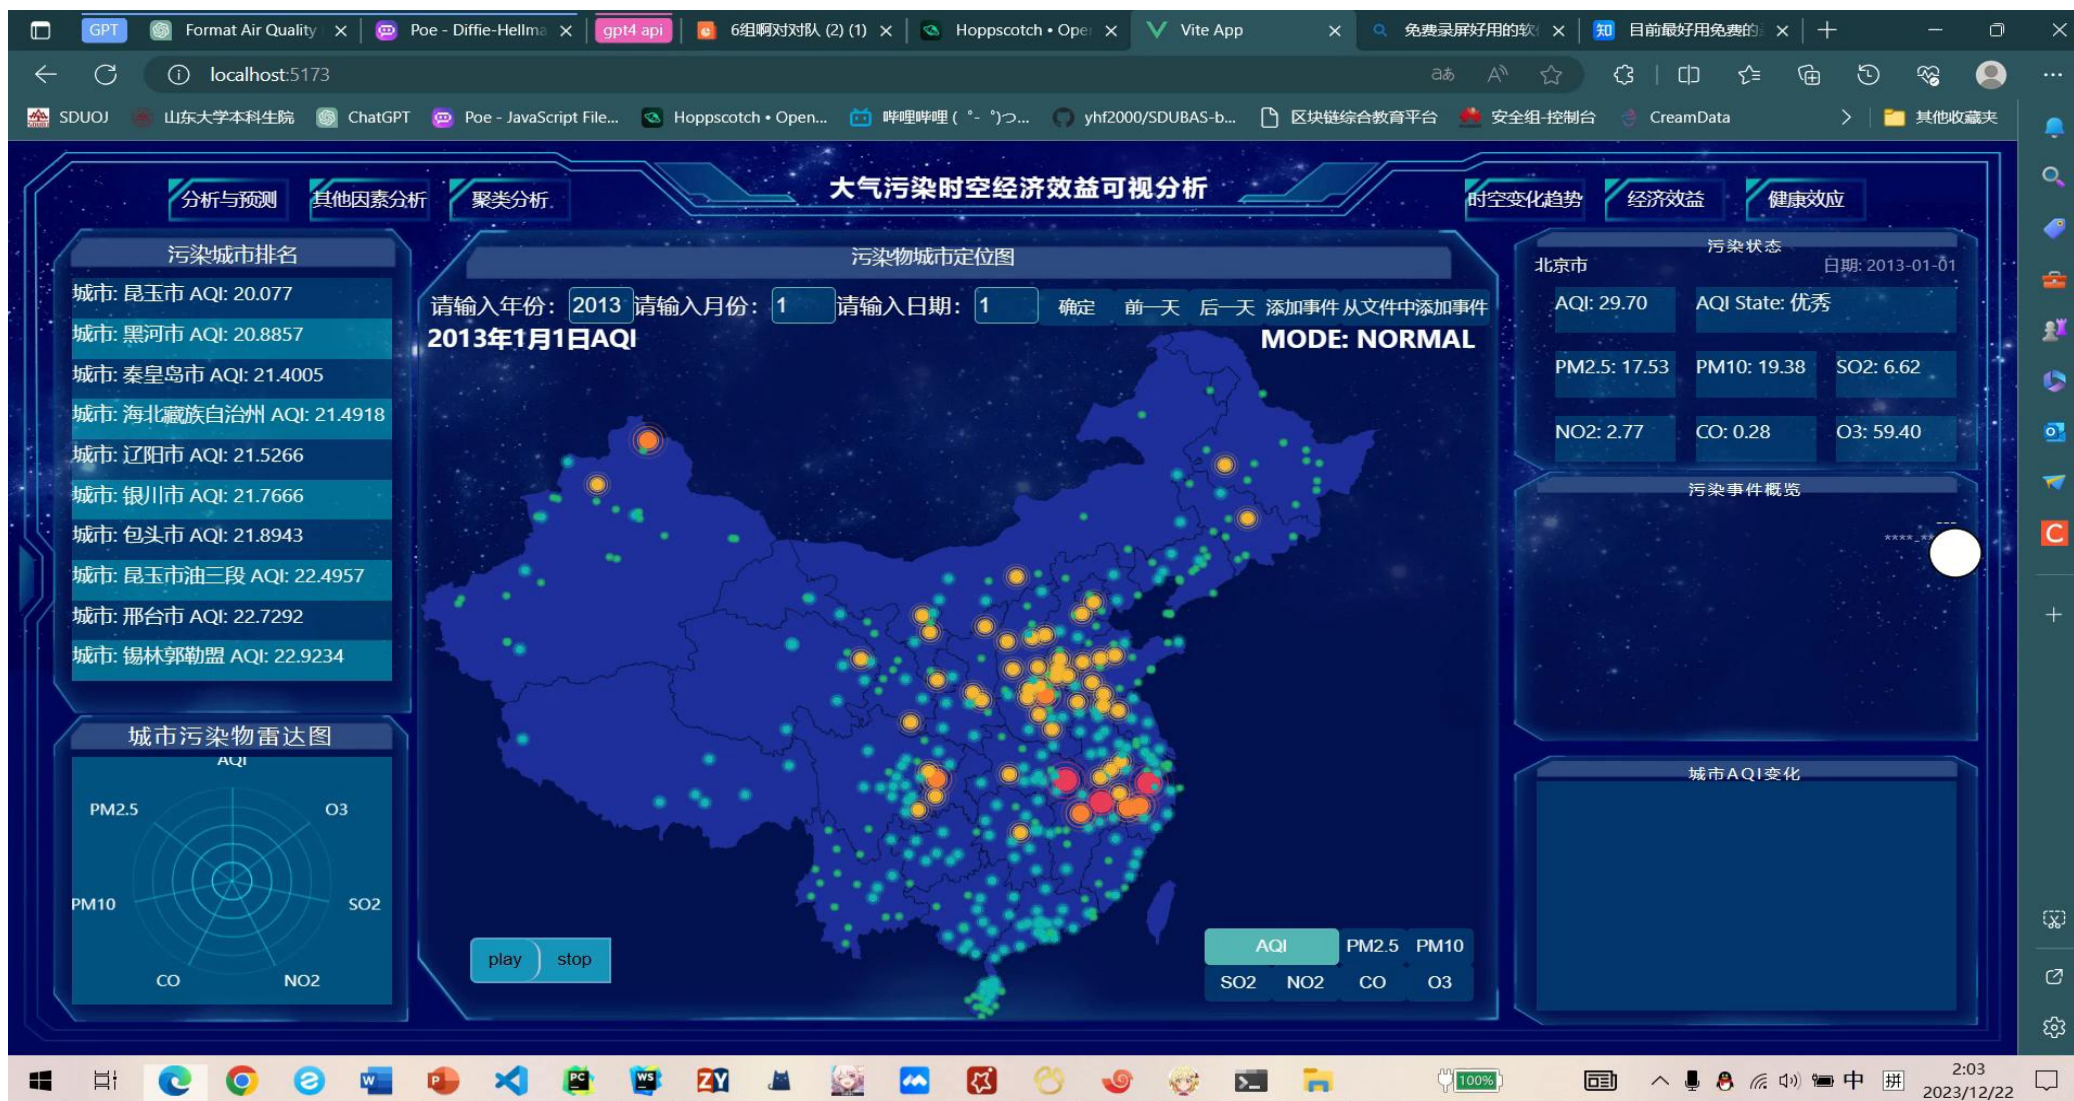 GPT Format Air Quality Poe - Diffie-Hellma gpt4 api 6组啊对对队 (2) (1) Hoppscotch • Ope Vite App 免费录屏好用的软 知 目前最好用免费的
localhost:5173
SDUOJ 山东大学本科生院 ChatGPT Poe - JavaScript File... Hoppscotch • Open... 哔哩哔哩 ( ゜- ゜)つ... yhf2000/SDUBAS-b... 区块链综合教育平台 安全组-控制台 CreamData 其他收藏夹
分析与预测 其他因素分析 聚类分析 大气污染时空经济效益可视分析 时空变化趋势 经济效益 健康效应
污染城市排名
城市: 昆玉市 AQI: 20.077
城市: 黑河市 AQI: 20.8857
城市: 秦皇岛市 AQI: 21.4005
城市: 海北藏族自治州 AQI: 21.4918
城市: 辽阳市 AQI: 21.5266
城市: 银川市 AQI: 21.7666
城市: 包头市 AQI: 21.8943
城市: 昆玉市油三段 AQI: 22.4957
城市: 邢台市 AQI: 22.7292
城市: 锡林郭勒盟 AQI: 22.9234
城市污染物雷达图
AQI
PM2.5 O3
PM10 SO2
CO NO2
污染物城市定位图
请输入年份: 2013 请输入月份: 1 请输入日期: 1 确定 前一天 后一天 添加事件 从文件中添加事件
2013年1月1日AQI MODE: NORMAL
play stop
AQI PM2.5 PM10
SO2 NO2 CO O3
污染状态
北京市 日期: 2013-01-01
AQI: 29.70 AQI State: 优秀
PM2.5: 17.53 PM10: 19.38 SO2: 6.62
NO2: 2.77 CO: 0.28 O3: 59.40
污染事件概览
---
****_**
城市AQI变化
100% 中 拼 2:03
2023/12/22